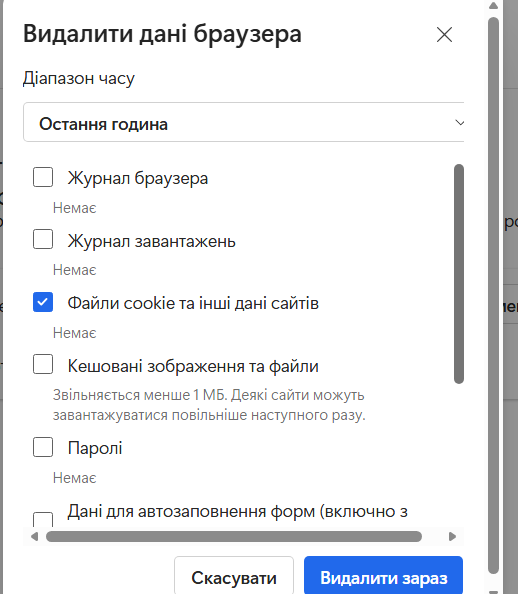 Видалити дані браузера
Діапазон часу
Остання година
Журнал браузера
Немає
Журнал завантажень
Немає
Файли cookie та інші дані сайтів
Немає
Кешовані зображення та файли
Звільняється менше 1 МБ. Деякі сайти можуть
завантажуватися повільніше наступного разу.
Паролі
Немає
Дані для автозаповнення форм (включно з
Скасувати
Видалити зараз